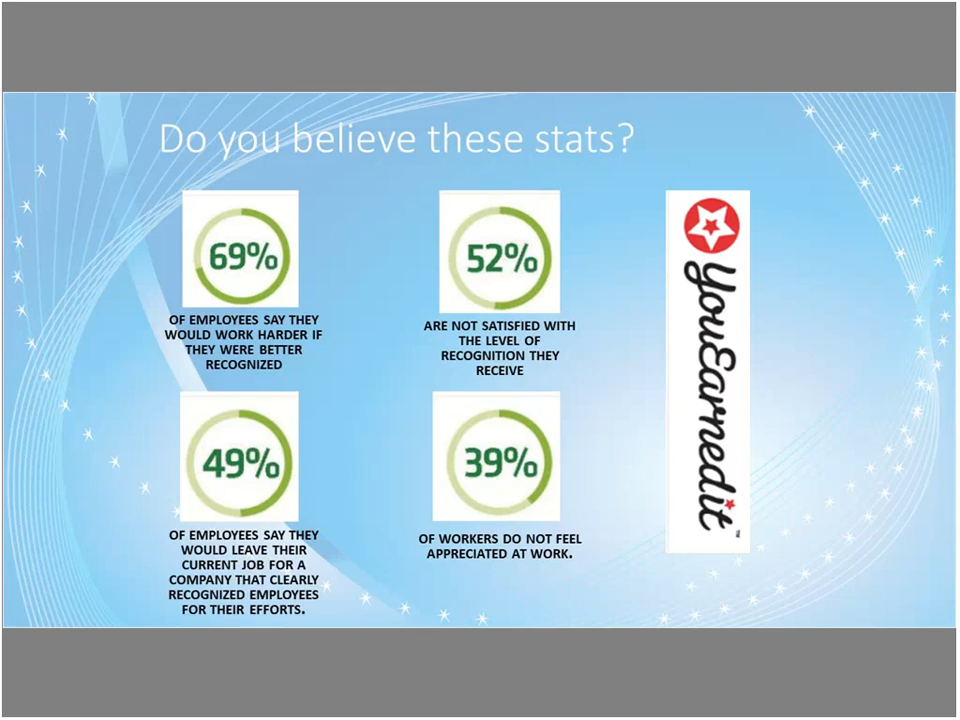 Do you believe these stats?
69%
OF EMPLOYEES SAY THEY
WOULD WORK HARDER IF
THEY WERE BETTER
RECOGNIZED
52%
ARE NOT SATISFIED WITH
THE LEVEL OF
RECOGNITION THEY
RECEIVE
49%
OF EMPLOYEES SAY THEY
WOULD LEAVE THEIR
CURRENT JOB FOR A
COMPANY THAT CLEARLY
RECOGNIZED EMPLOYEES
FOR THEIR EFFORTS.
39%
OF WORKERS DO NOT FEEL
APPRECIATED AT WORK.
YouEarnedit™